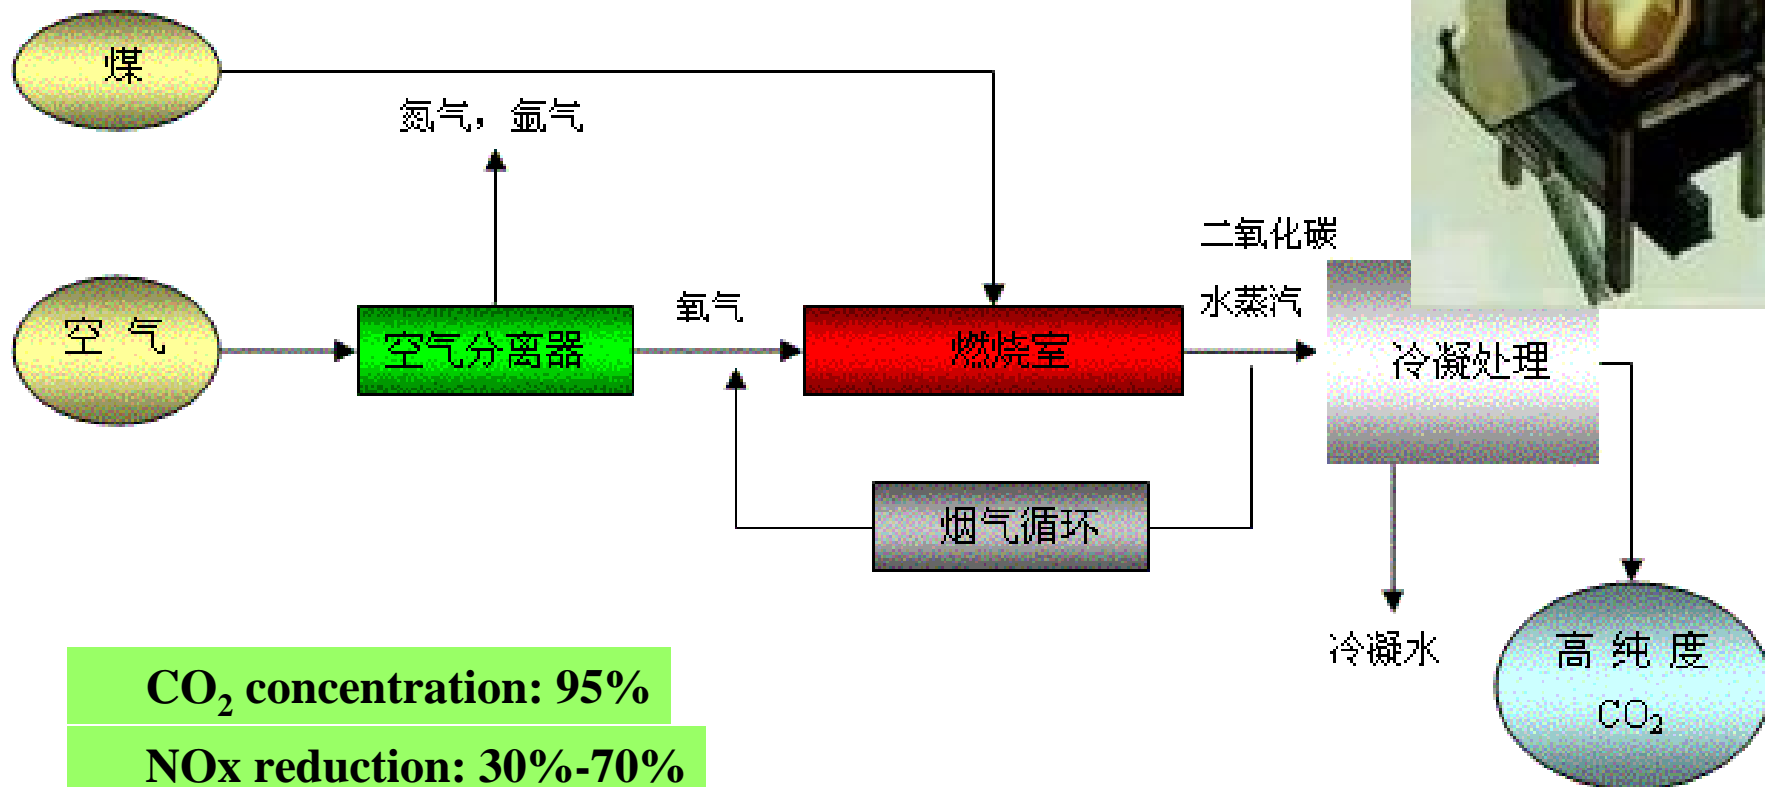 煤
氮气，氩气
二氧化碳
水蒸汽
空 气
空气分离器
氧气
燃烧室
冷凝处理
烟气循环
冷凝水
高 纯 度
CO₂
CO₂ concentration: 95%
NOx reduction: 30%-70%